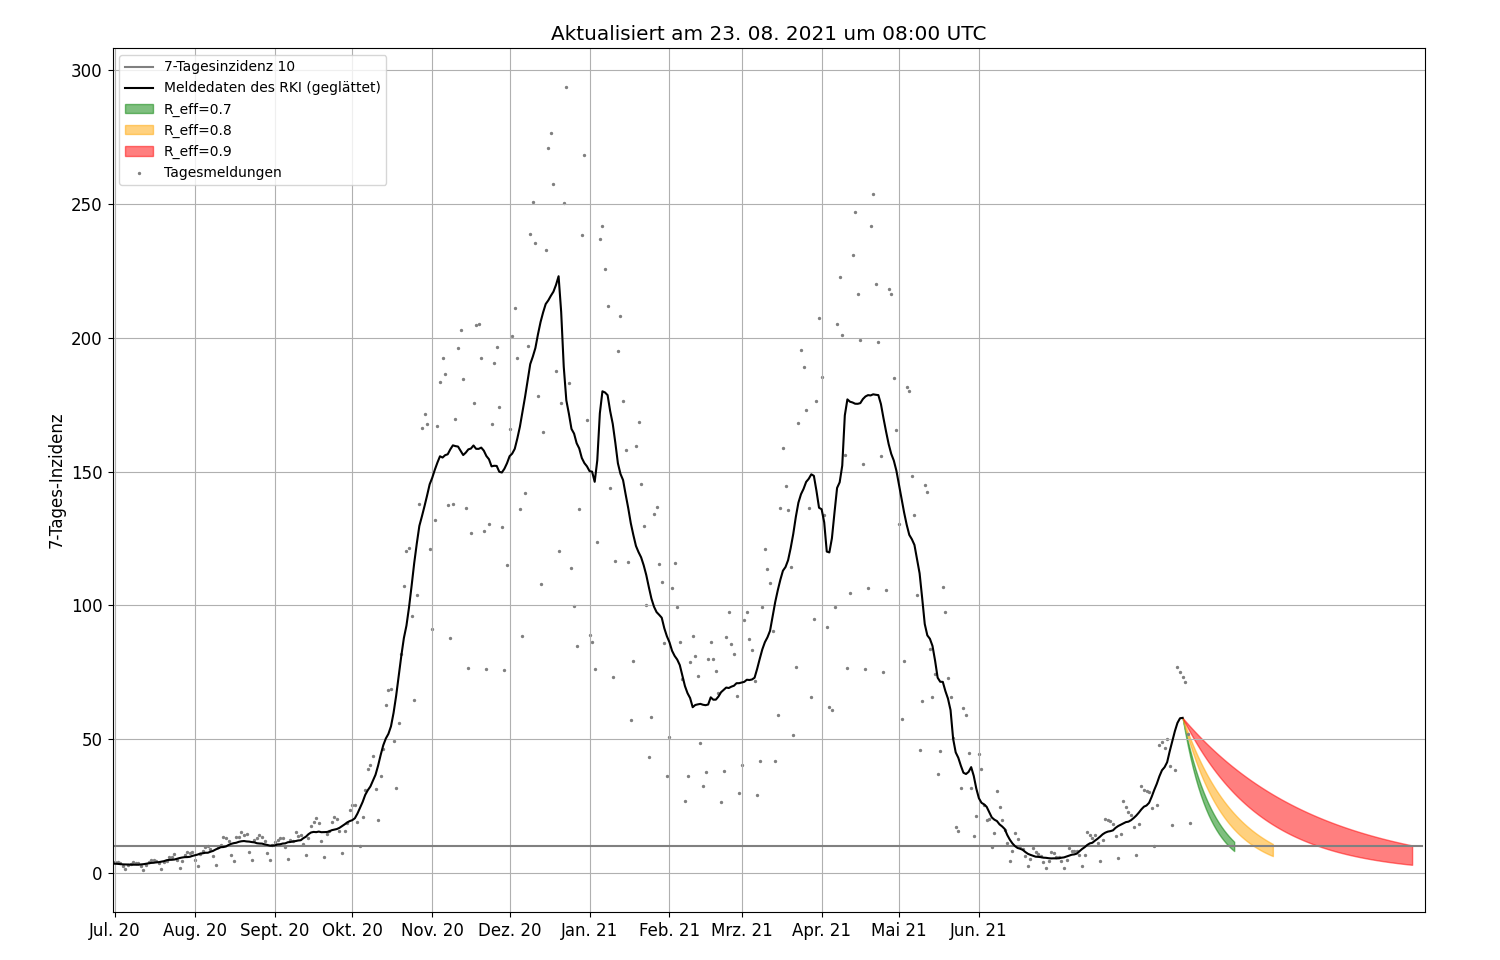 Aktualisiert am 23. 08. 2021 um 08:00 UTC
7-Tagesinzidenz 10
Meldedaten des RKI (geglättet)
R_eff=0.7
R_eff=0.8
R_eff=0.9
Tagesmeldungen
7-Tages-Inzidenz
300
250
200
150
100
50
0
Jul. 20 Aug. 20 Sept. 20 Okt. 20 Nov. 20 Dez. 20 Jan. 21 Feb. 21 Mrz. 21 Apr. 21 Mai 21 Jun. 21